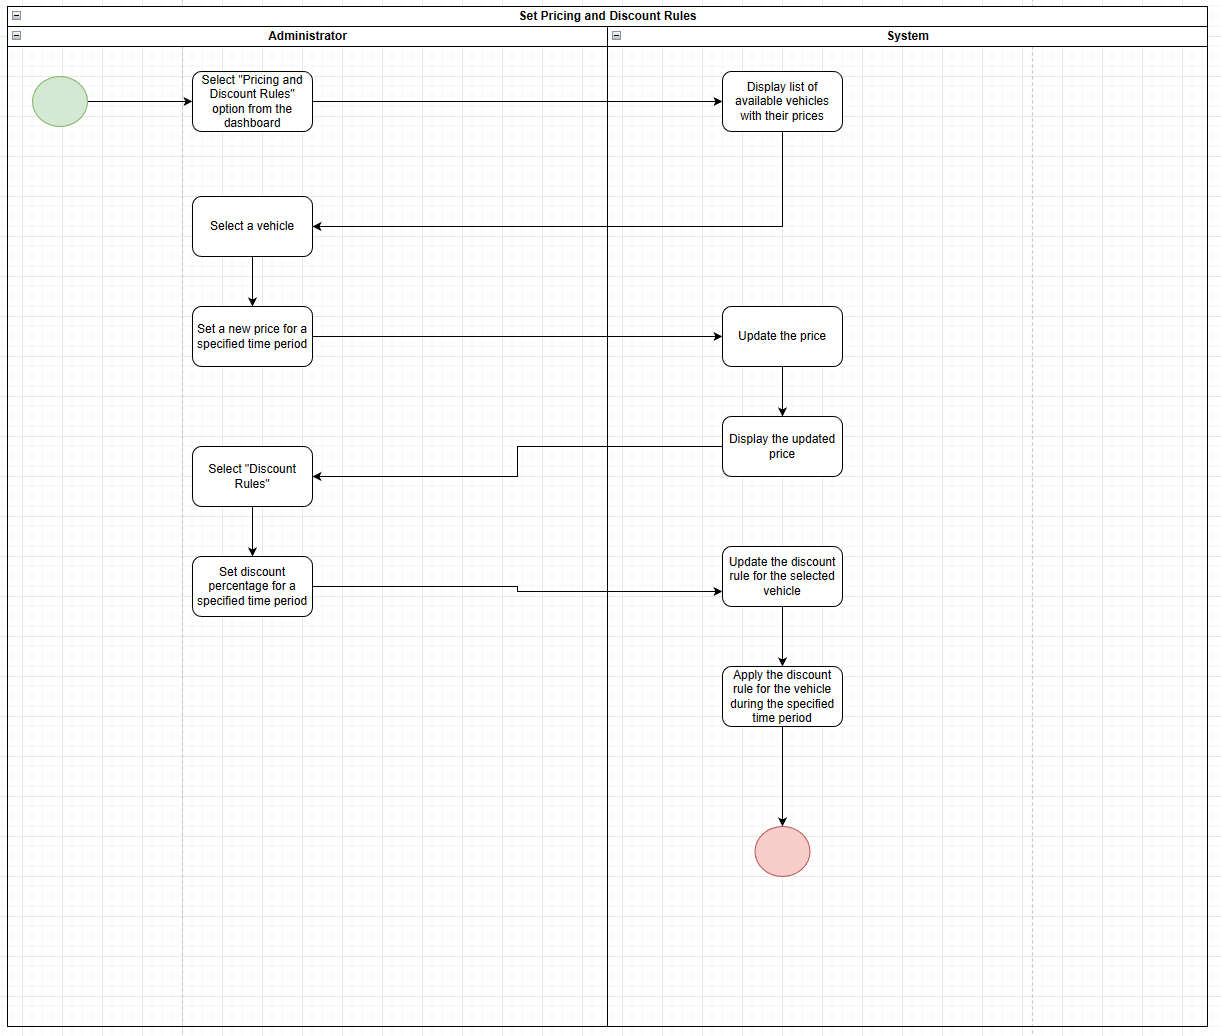 Set Pricing and Discount Rules
Administrator
System
Select "Pricing and
Discount Rules"
option from the
dashboard
Display list of
available vehicles
with their prices
Select a vehicle
Set a new price for a
specified time period
Update the price
Display the updated
price
Select "Discount
Rules"
Set discount
percentage for a
specified time period
Update the discount
rule for the selected
vehicle
Apply the discount
rule for the vehicle
during the specified
time period